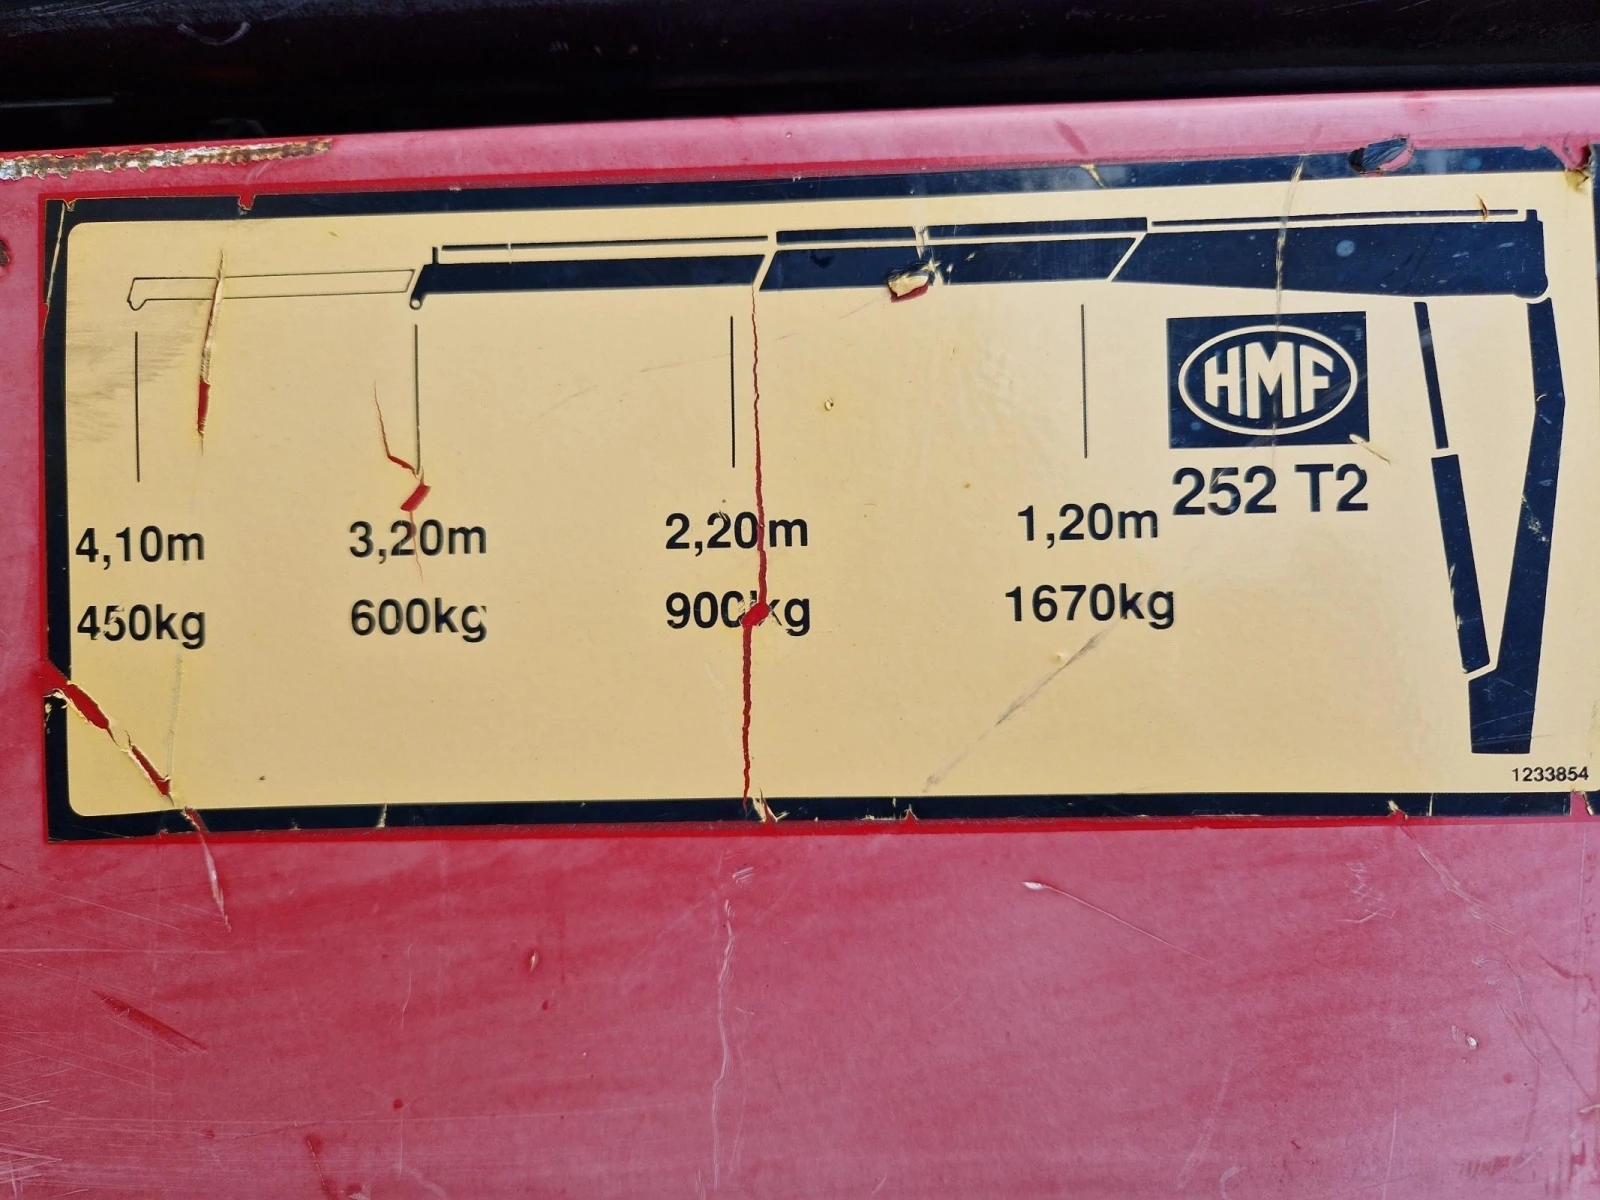 HMF
252 T2
4,10m 3,20m 2,20m 1,20m
450kg 600kg 900kg 1670kg
1233854